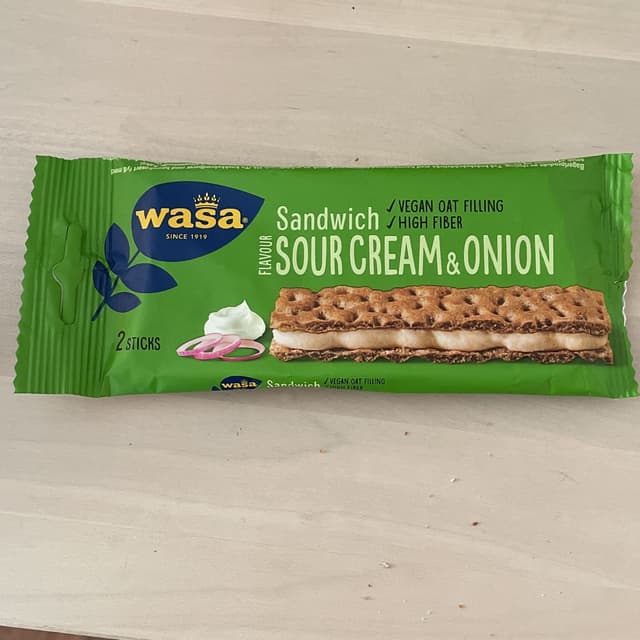 wasa
SINCE 1919
Sandwich
✓ VEGAN OAT FILLING
✓ HIGH FIBER
FLAVOUR
SOUR CREAM & ONION
2 STICKS
wasa
Sandwich
✓ VEGAN OAT FILLING